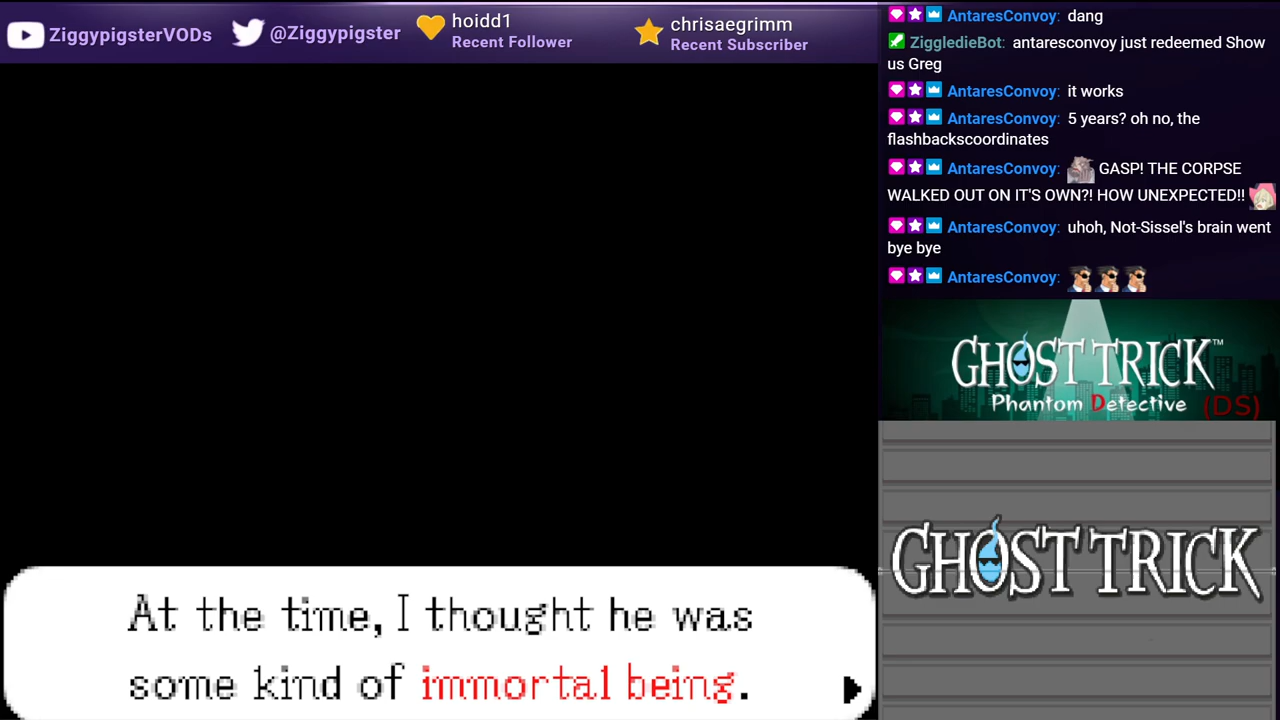 ZiggypigsterVODs
@Ziggypigster
hoidd1
Recent Follower
chrisaegrimm
Recent Subscriber
AntaresConvoy: dang
ZiggledieBot: antaresconvoy just redeemed Show
us Greg
AntaresConvoy: it works
AntaresConvoy: 5 years? oh no, the
flashbackscoordinates
AntaresConvoy: GASP! THE CORPSE
WALKED OUT ON IT'S OWN?! HOW UNEXPECTED!!
AntaresConvoy: uhoh, Not-Sissel's brain went
bye bye
AntaresConvoy:
GHOST TRICK™
Phantom Detective (DS)
GHOST TRICK
At the time, I thought he was
some kind of immortal being.